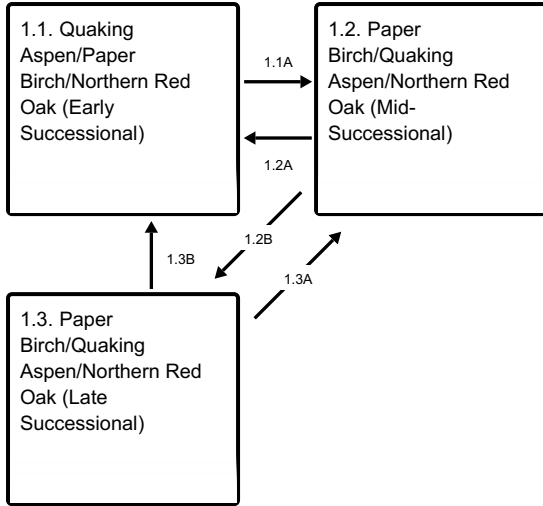 1.1. Quaking
Aspen/Paper
Birch/Northern Red
Oak (Early
Successional)
1.1A
1.2. Paper
Birch/Quaking
Aspen/Northern Red
Oak (Mid-
Successional)
1.2A
1.2B
1.3B
1.3A
1.3. Paper
Birch/Quaking
Aspen/Northern Red
Oak (Late
Successional)